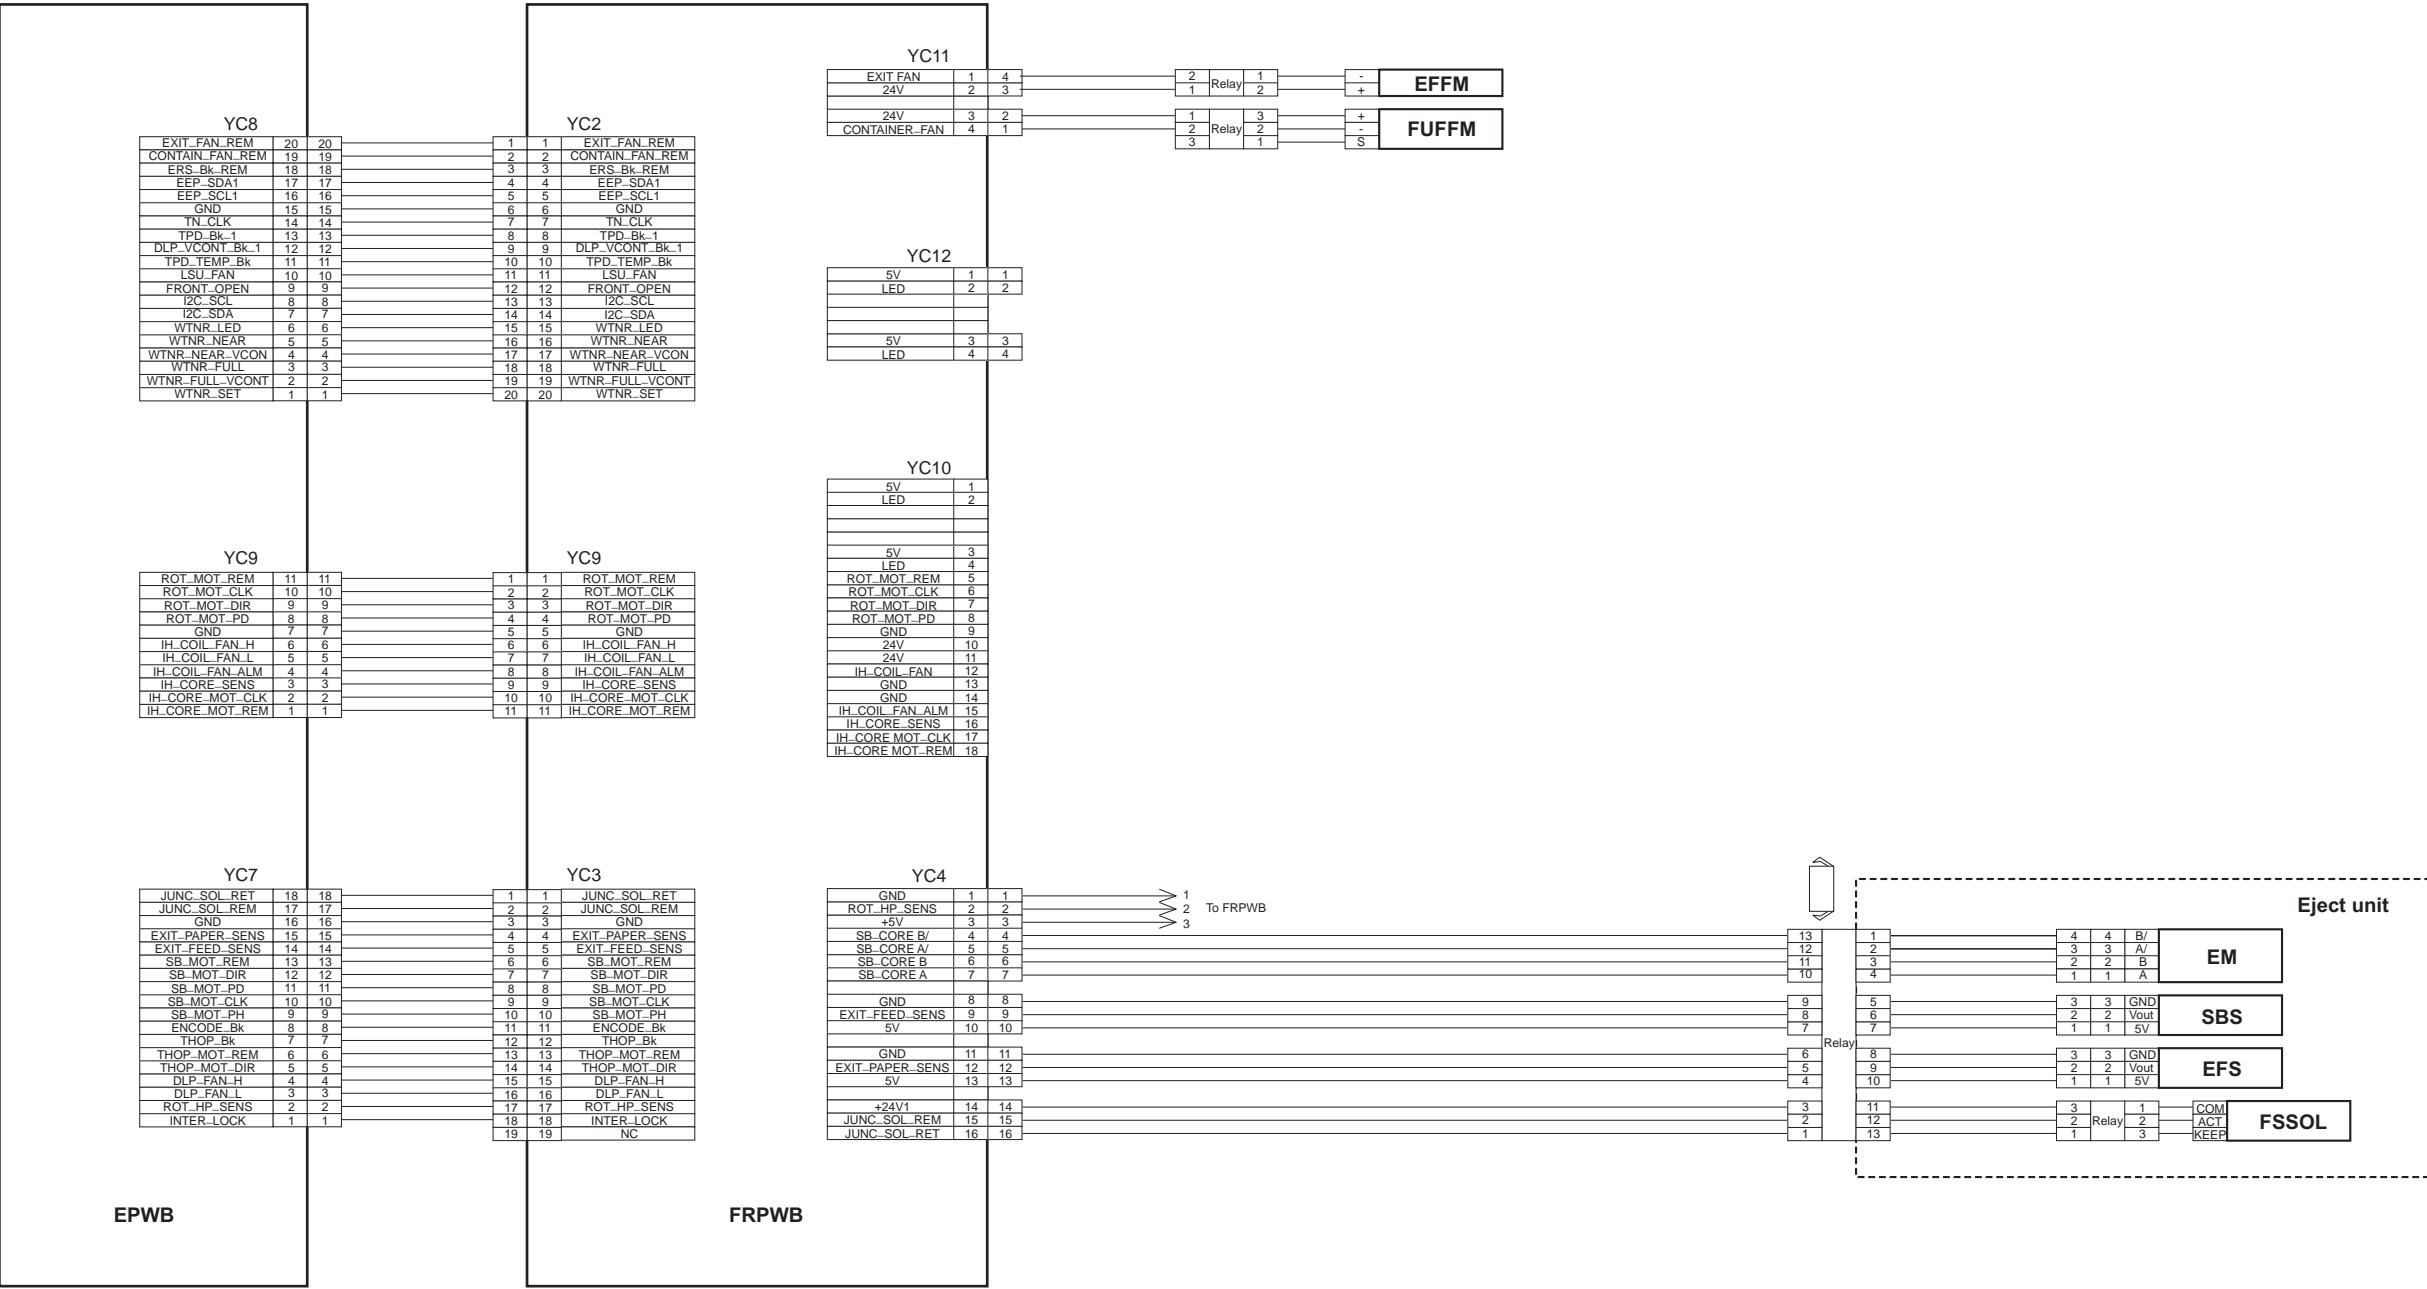 YC8
EXIT_FAN_REM 20 20
CONTAIN_FAN_REM 19 19
ERS_Bk_REM 18 18
EEP_SDA1 17 17
EEP_SCL1 16 16
GND 15 15
TN_CLK 14 14
TPD_Bk_1 13 13
DLP_VCONT_Bk_1 12 12
TPD_TEMP_Bk 11 11
LSU_FAN 10 10
FRONT_OPEN 9 9
I2C_SCL 8 8
I2C_SDA 7 7
WTNR_LED 6 6
WTNR_NEAR 5 5
WTNR_NEAR_VCON 4 4
WTNR_FULL 3 3
WTNR_FULL_VCONT 2 2
WTNR_SET 1 1
YC9
ROT_MOT_REM 11 11
ROT_MOT_CLK 10 10
ROT_MOT_DIR 9 9
ROT_MOT_PD 8 8
GND 7 7
IH_COIL_FAN_H 6 6
IH_COIL_FAN_L 5 5
IH_COIL_FAN_ALM 4 4
IH_CORE_SENS 3 3
IH_CORE_MOT_CLK 2 2
IH_CORE_MOT_REM 1 1
YC7
JUNC_SOL_RET 18 18
JUNC_SOL_REM 17 17
GND 16 16
EXIT_PAPER_SENS 15 15
EXIT_FEED_SENS 14 14
SB_MOT_REM 13 13
SB_MOT_DIR 12 12
SB_MOT_PD 11 11
SB_MOT_CLK 10 10
SB_MOT_PH 9 9
ENCODE_Bk 8 8
THOP_Bk 7 7
THOP_MOT_REM 6 6
THOP_MOT_DIR 5 5
DLP_FAN_H 4 4
DLP_FAN_L 3 3
ROT_HP_SENS 2 2
INTER_LOCK 1 1
EPWB
YC2
1 1 EXIT_FAN_REM
2 2 CONTAIN_FAN_REM
3 3 ERS_Bk_REM
4 4 EEP_SDA1
5 5 EEP_SCL1
6 6 GND
7 7 TN_CLK
8 8 TPD_Bk_1
9 9 DLP_VCONT_Bk_1
10 10 TPD_TEMP_Bk
11 11 LSU_FAN
12 12 FRONT_OPEN
13 13 I2C_SCL
14 14 I2C_SDA
15 15 WTNR_LED
16 16 WTNR_NEAR
17 17 WTNR_NEAR_VCON
18 18 WTNR_FULL
19 19 WTNR_FULL_VCONT
20 20 WTNR_SET
YC9
1 1 ROT_MOT_REM
2 2 ROT_MOT_CLK
3 3 ROT_MOT_DIR
4 4 ROT_MOT_PD
5 5 GND
6 6 IH_COIL_FAN_H
7 7 IH_COIL_FAN_L
8 8 IH_COIL_FAN_ALM
9 9 IH_CORE_SENS
10 10 IH_CORE_MOT_CLK
11 11 IH_CORE_MOT_REM
YC3
1 1 JUNC_SOL_RET
2 2 JUNC_SOL_REM
3 3 GND
4 4 EXIT_PAPER_SENS
5 5 EXIT_FEED_SENS
6 6 SB_MOT_REM
7 7 SB_MOT_DIR
8 8 SB_MOT_PD
9 9 SB_MOT_CLK
10 10 SB_MOT_PH
11 11 ENCODE_Bk
12 12 THOP_Bk
13 13 THOP_MOT_REM
14 14 THOP_MOT_DIR
15 15 DLP_FAN_H
16 16 DLP_FAN_L
17 17 ROT_HP_SENS
18 18 INTER_LOCK
19 19 NC
FRPWB
YC11
EXIT FAN 1 4
24V 2 3
24V 3 2
CONTAINER_FAN 4 1
2 Relay 1 - EFFM
1 2 +
1 3 +
2 Relay 2 - FUFFM
3 1 S
YC12
5V 1 1
LED 2 2
5V 3 3
LED 4 4
YC10
5V 1
LED 2
5V 3
LED 4
ROT_MOT_REM 5
ROT_MOT_CLK 6
ROT_MOT_DIR 7
ROT_MOT_PD 8
GND 9
24V 10
24V 11
IH_COIL_FAN 12
GND 13
GND 14
IH_COIL_FAN_ALM 15
IH_CORE_SENS 16
IH_CORE MOT_CLK 17
IH_CORE MOT_REM 18
YC4
GND 1 1
ROT_HP_SENS 2 2
+5V 3 3
SB_CORE B/ 4 4
SB_CORE A/ 5 5
SB_CORE B 6 6
SB_CORE A 7 7
GND 8 8
EXIT_FEED_SENS 9 9
5V 10 10
GND 11 11
EXIT_PAPER_SENS 12 12
5V 13 13
+24V1 14 14
JUNC_SOL_REM 15 15
JUNC_SOL_RET 16 16
1
2 To FRPWB
3
Eject unit
13 1
12 2
11 3
10 4
9 5
8 6
7 7
Relay
6 8
5 9
4 10
3 11
2 12
1 13
4 4 B/
3 3 A/
2 2 B
1 1 A
EM
3 3 GND
2 2 Vout
1 1 5V
SBS
3 3 GND
2 2 Vout
1 1 5V
EFS
3 1 COM
2 Relay 2 ACT
1 3 KEEP
FSSOL